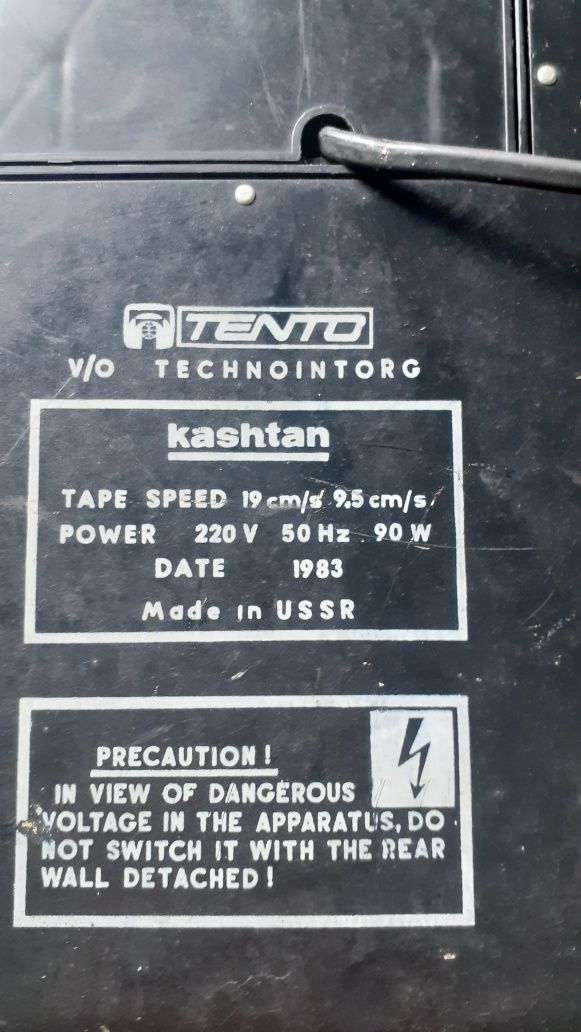 TENTO
V/O TECHNOINTORG
kashtan
TAPE SPEED 19 cm/s 9,5 cm/s
POWER 220 V 50 Hz 90 W
DATE 1983
Made in USSR
PRECAUTION !
IN VIEW OF DANGEROUS
VOLTAGE IN THE APPARATUS, DO
NOT SWITCH IT WITH THE REAR
WALL DETACHED !